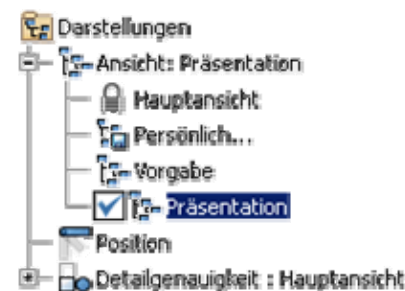 Darstellungen
Ansicht: Präsentation
Hauptansicht
Persönlich...
Vorgabe
Präsentation
Position
Detailgenauigkeit : Hauptansicht